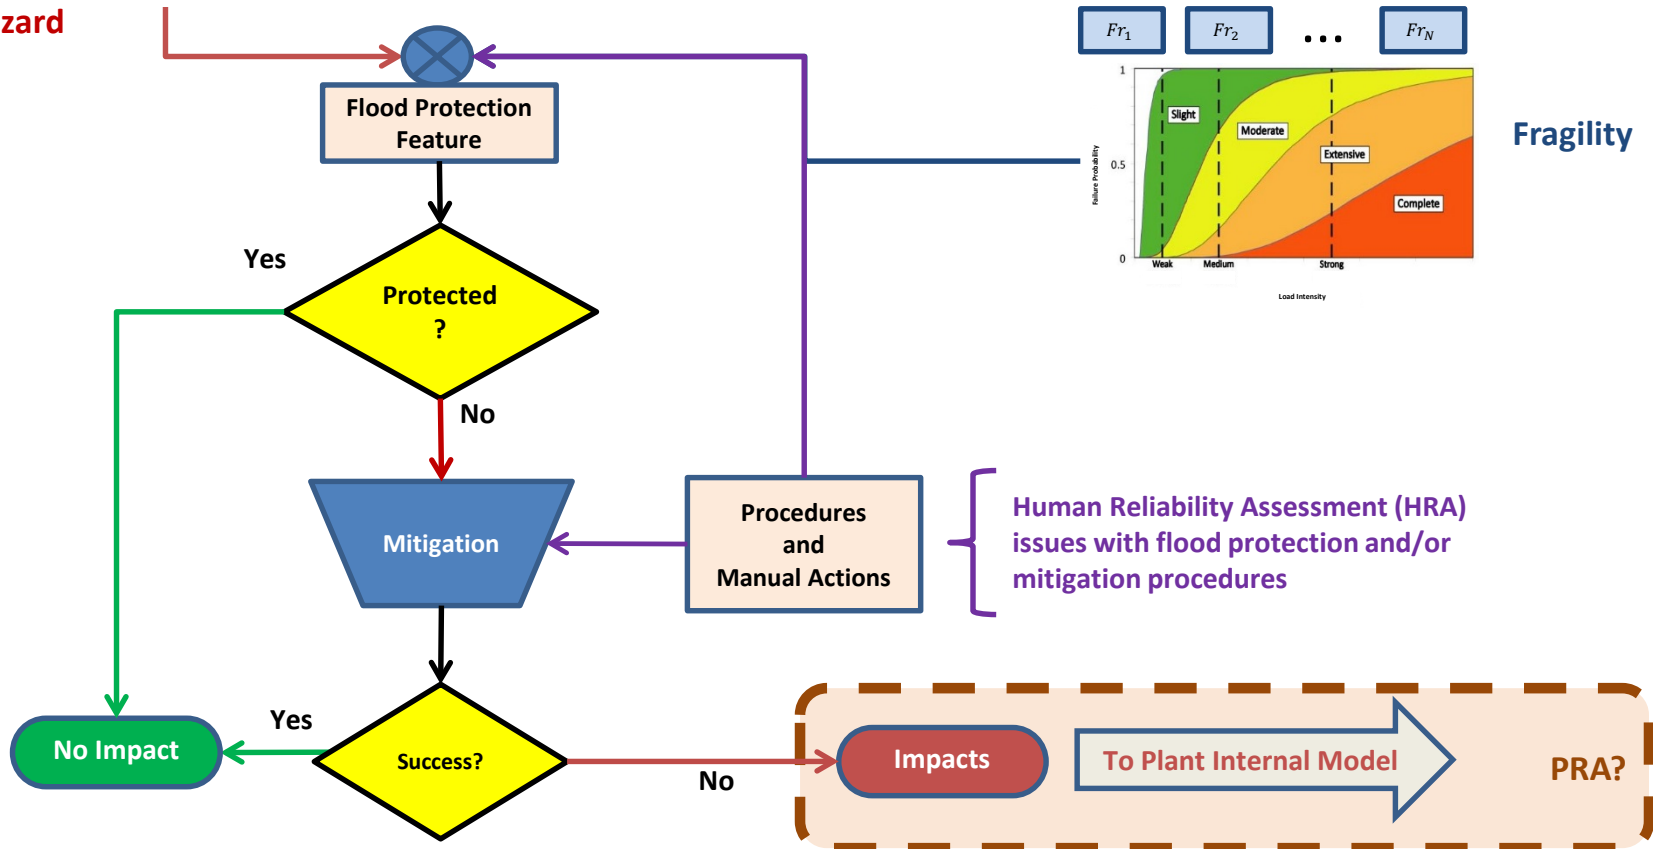 zard
Fr1
Fr2
...
FrN
Flood Protection
Feature
Fragility
1
0.5
0
Failure Probability
Slight
Moderate
Extensive
Complete
Weak
Medium
Strong
Load Intensity
Yes
Protected
?
No
Mitigation
Procedures
and
Manual Actions
Human Reliability Assessment (HRA)
issues with flood protection and/or
mitigation procedures
No Impact
Yes
Success?
No
Impacts
To Plant Internal Model
PRA?